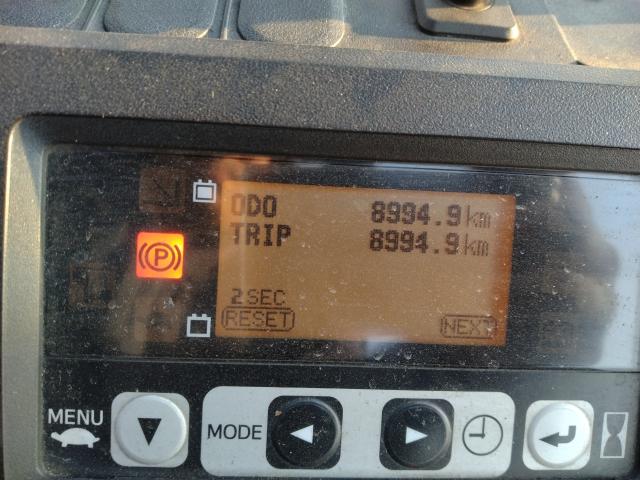 ODO 8994.9km
TRIP 8994.9km
P
2SEC
RESET NEXT
MENU
MODE